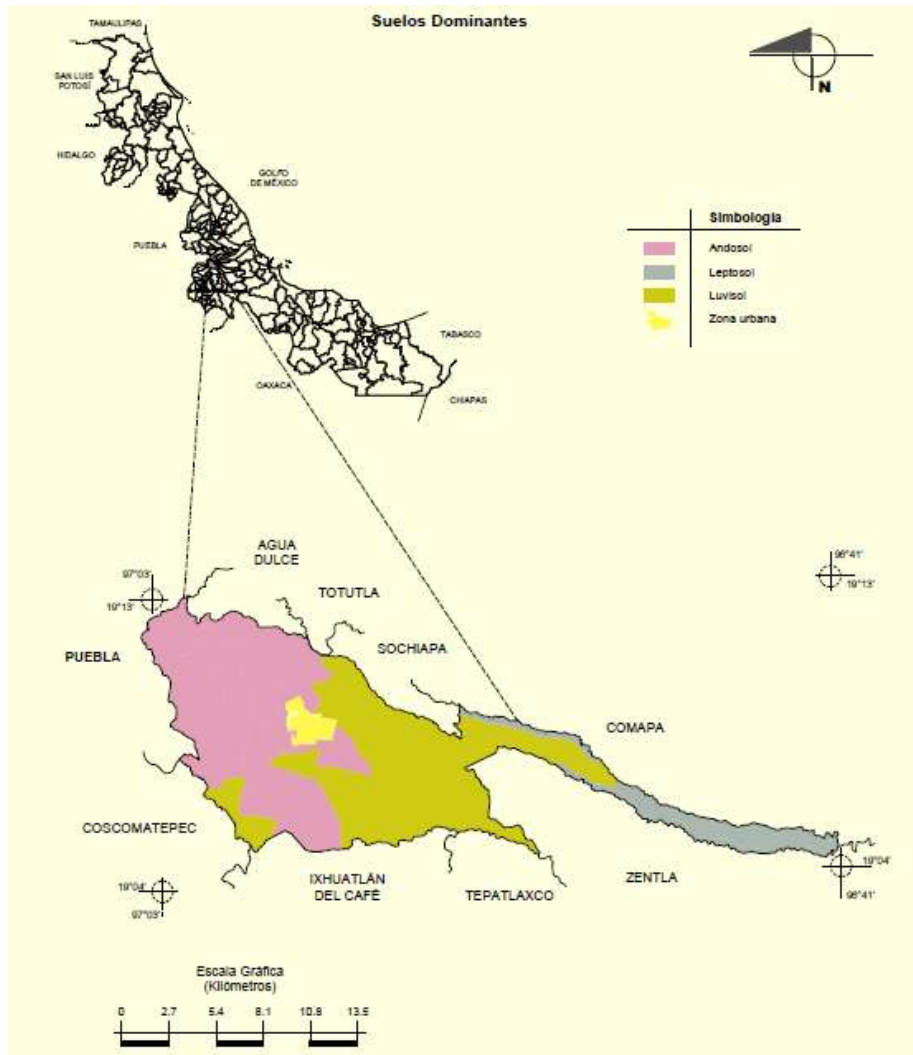 Suelos Dominantes
TAMAULIPAS
SAN LUIS
POTOSÍ
HIDALGO
GOLFO
DE MÉXICO
PUEBLA
TABASCO
OAXACA
CHIAPAS
N
Simbología
Andosol
Leptosol
Luvisol
Zona urbana
AGUA
DULCE
97°03'
19°13'
TOTUTLA
96°41'
19°13'
PUEBLA
SOCHIAPA
COMAPA
COSCOMATEPEC
IXHUATLÁN
DEL CAFÉ
TEPATLAXCO
ZENTLA
19°04'
96°41'
19°04'
97°03'
Escala Gráfica
(Kilómetros)
0 2.7 5.4 8.1 10.8 13.5